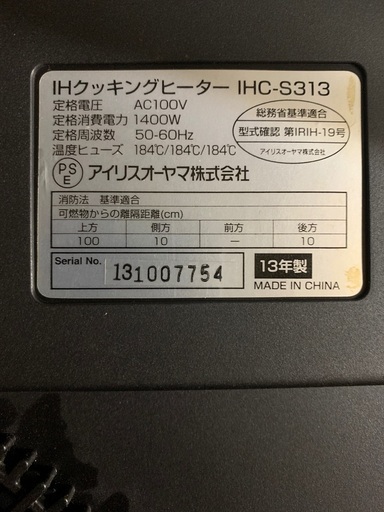 IHクッキングヒーター IHC-S313
定格電圧 AC100V
定格消費電力 1400W
定格周波数 50-60Hz
温度ヒューズ 184℃/184℃/184℃
総務省基準適合
型式確認 第IRIH-19号
アイリスオーヤマ株式会社
PS
E
アイリスオーヤマ株式会社
消防法 基準適合
可燃物からの離隔距離(cm)
上方 側方 前方 後方
100 10 ー 10
Serial No. 131007754
13年製
MADE IN CHINA